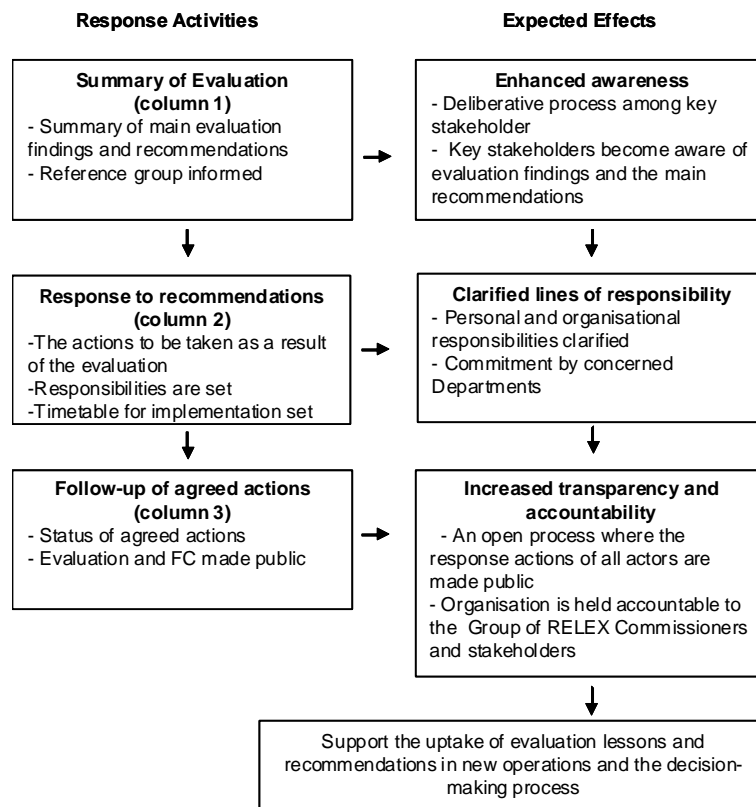 Response Activities
Expected Effects
Summary of Evaluation
(column 1)
- Summary of main evaluation
findings and recommendations
- Reference group informed
Enhanced awareness
- Deliberative process among key
stakeholder
- Key stakeholders become aware of
evaluation findings and the main
recommendations
Response to recommendations
(column 2)
-The actions to be taken as a result
of the evaluation
-Responsibilities are set
-Timetable for implementation set
Clarified lines of responsibility
- Personal and organisational
responsibilities clarified
- Commitment by concerned
Departments
Follow-up of agreed actions
(column 3)
- Status of agreed actions
- Evaluation and FC made public
Increased transparency and
accountability
- An open process where the
response actions of all actors are
made public
- Organisation is held accountable to
the Group of RELEX Commissioners
and stakeholders
Support the uptake of evaluation lessons and
recommendations in new operations and the decision-
making process